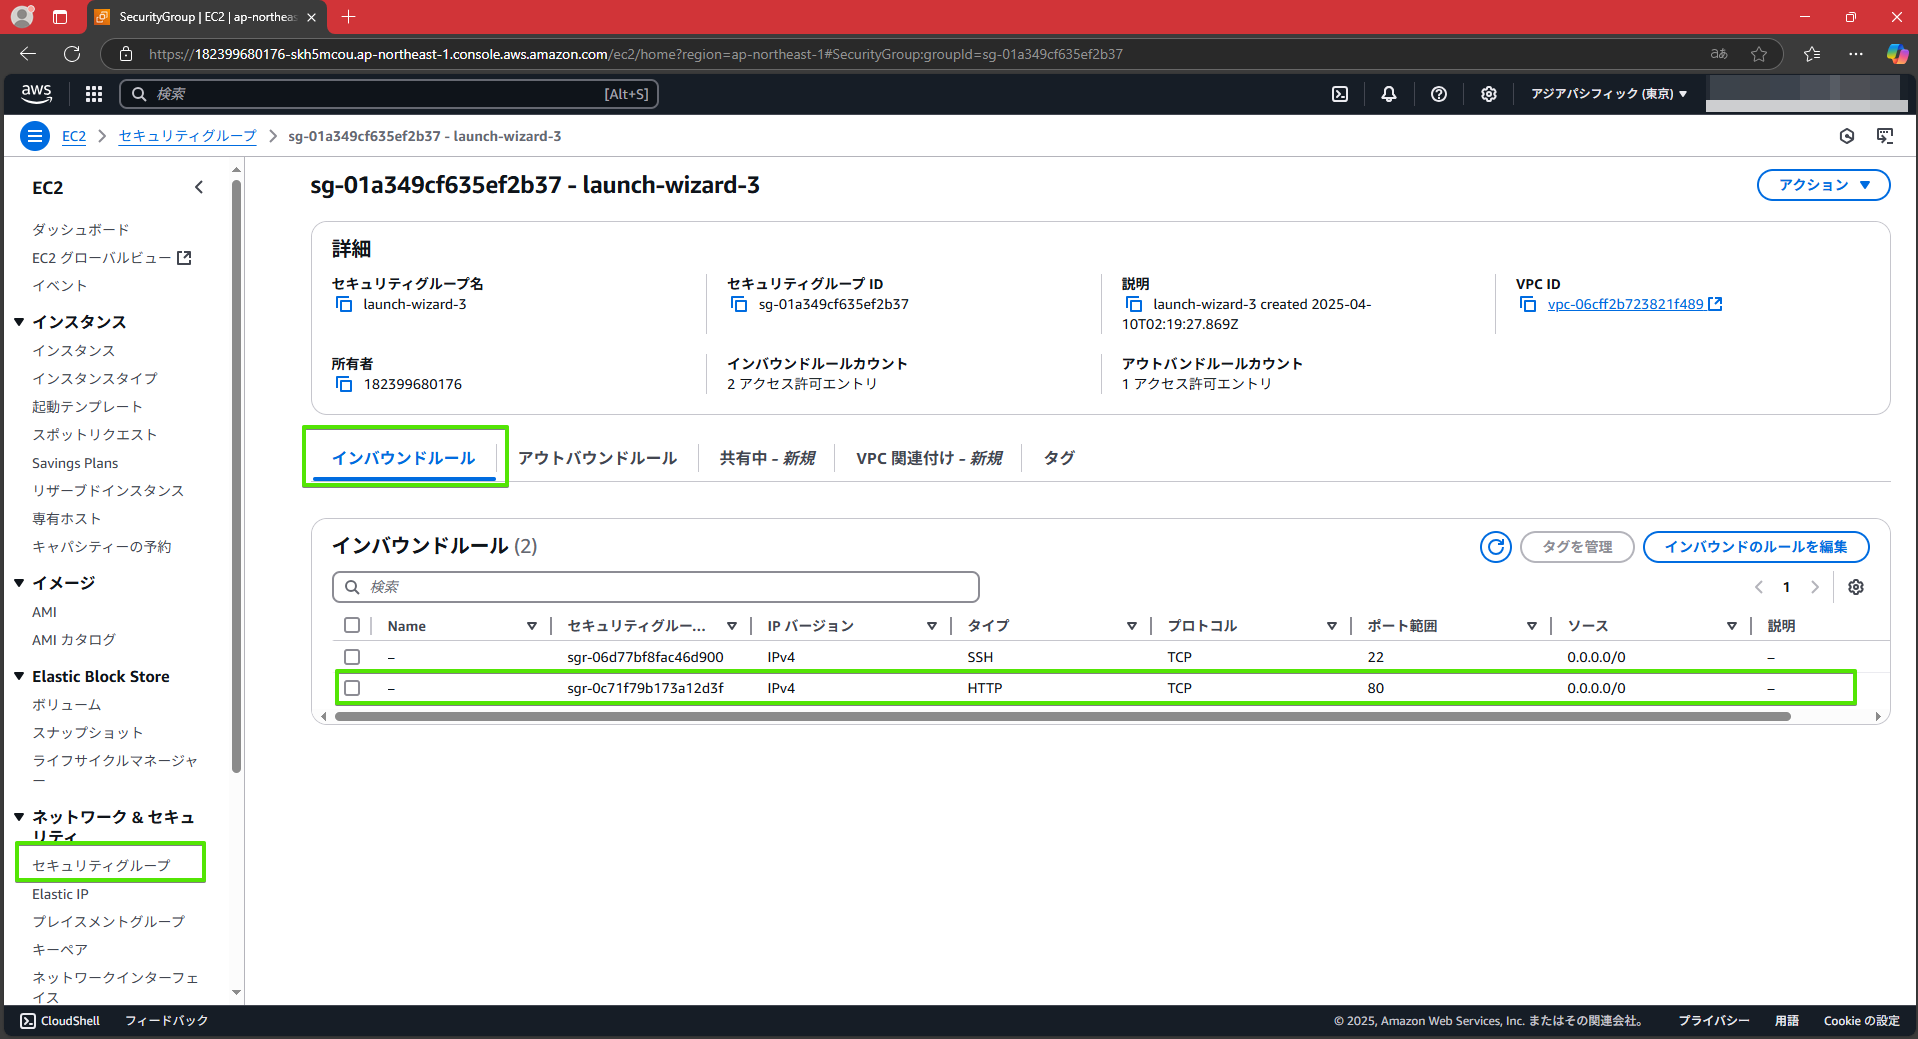 SecurityGroup | EC2 | ap-northeas
https://182399680176-skh5mcou.ap-northeast-1.console.aws.amazon.com/ec2/home?region=ap-northeast-1#SecurityGroup:groupId=sg-01a349cf635ef2b37
aあ
aws
検索
[Alt+S]
アジアパシフィック (東京)
EC2
セキュリティグループ
sg-01a349cf635ef2b37 - launch-wizard-3
EC2
ダッシュボード
EC2 グローバルビュー
イベント
インスタンス
インスタンス
インスタンスタイプ
起動テンプレート
スポットリクエスト
Savings Plans
リザーブドインスタンス
専有ホスト
キャパシティーの予約
イメージ
AMI
AMI カタログ
Elastic Block Store
ボリューム
スナップショット
ライフサイクルマネージャ
ー
ネットワーク & セキュ
リティ
セキュリティグループ
Elastic IP
プレイスメントグループ
キーペア
ネットワークインターフェ
イス
sg-01a349cf635ef2b37 - launch-wizard-3
アクション
詳細
セキュリティグループ名
launch-wizard-3
セキュリティグループ ID
sg-01a349cf635ef2b37
説明
launch-wizard-3 created 2025-04-
10T02:19:27.869Z
VPC ID
vpc-06cff2b723821f489
所有者
182399680176
インバウンドルールカウント
2 アクセス許可エントリ
アウトバンドルールカウント
1 アクセス許可エントリ
インバウンドルール
アウトバウンドルール
共有中 – 新規
VPC 関連付け – 新規
タグ
インバウンドルール (2)
タグを管理
インバウンドのルールを編集
検索
1
Name セキュリティグルー... IP バージョン タイプ プロトコル ポート範囲 ソース 説明
– sgr-06d77bf8fac46d900 IPv4 SSH TCP 22 0.0.0.0/0 –
– sgr-0c71f79b173a12d3f IPv4 HTTP TCP 80 0.0.0.0/0 –
CloudShell
フィードバック
© 2025, Amazon Web Services, Inc. またはその関連会社。
プライバシー
用語
Cookie の設定